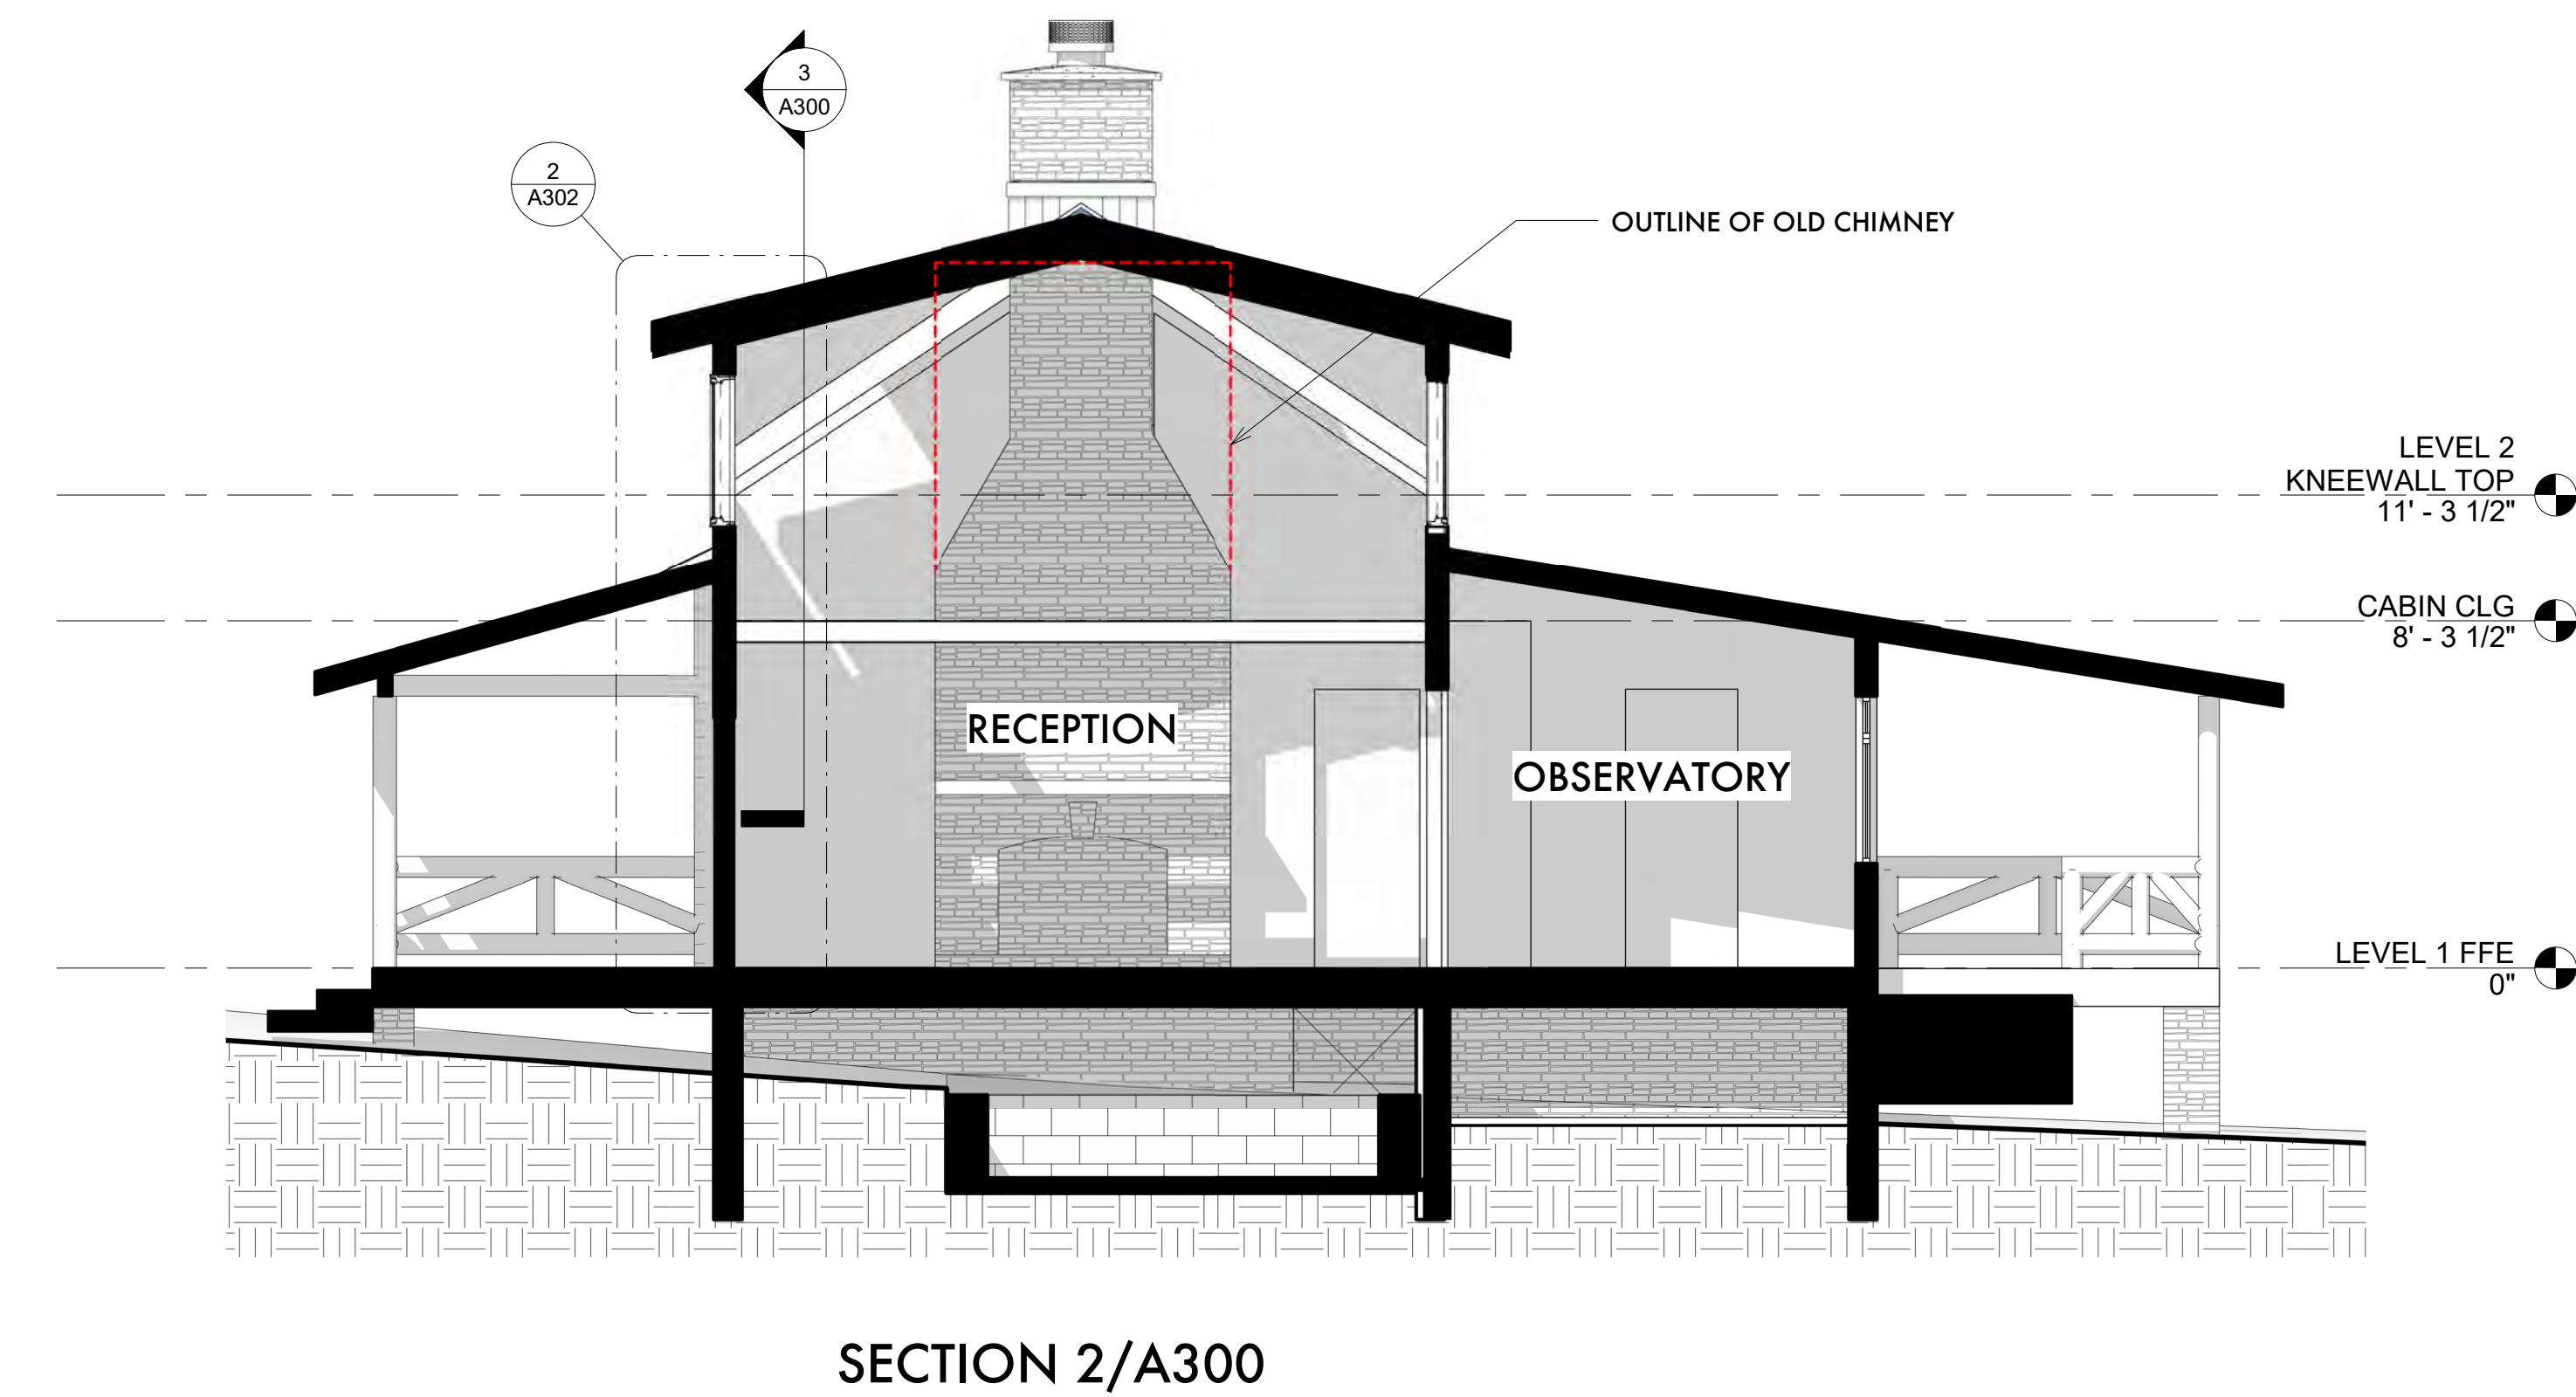 3
A300
2
A302
OUTLINE OF OLD CHIMNEY
LEVEL 2
KNEEWALL TOP
11' - 3 1/2"
CABIN CLG
8' - 3 1/2"
RECEPTION
OBSERVATORY
LEVEL 1 FFE
0"
SECTION 2/A300